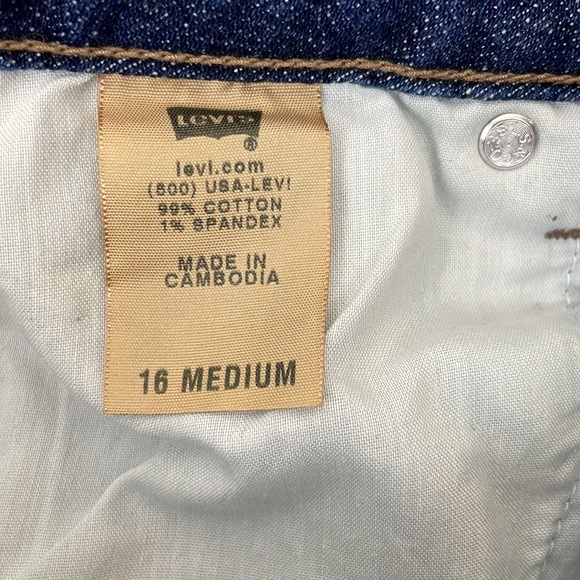 Levi's
®
levi.com
(800) USA-LEVI
99% COTTON
1% SPANDEX
MADE IN
CAMBODIA
16 MEDIUM